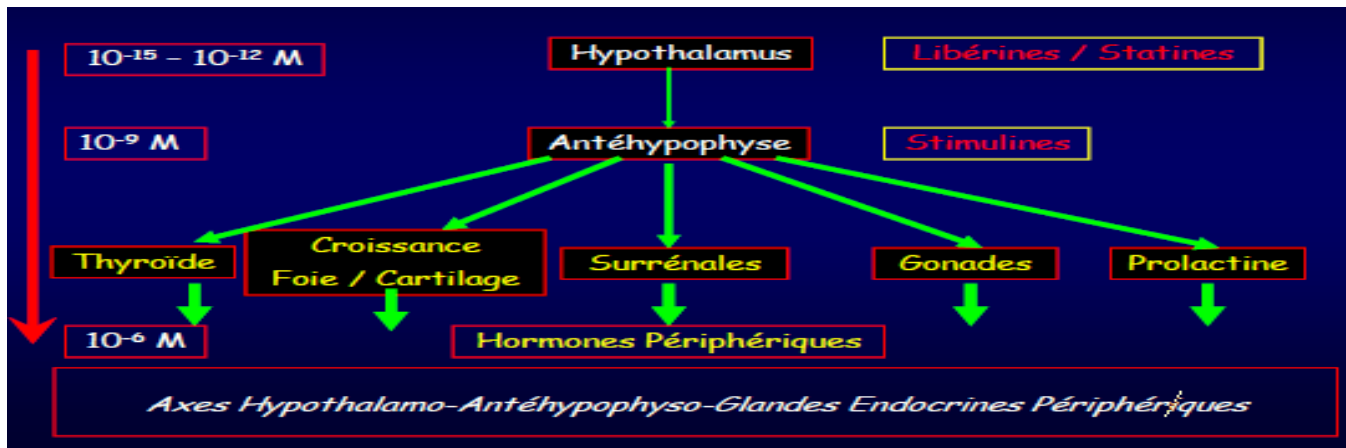 10⁻¹⁵ – 10⁻¹² M
Hypothalamus
Libérines / Statines
10⁻⁹ M
Antéhypophyse
Stimulines
Thyroïde
Croissance
Foie / Cartilage
Surrénales
Gonades
Prolactine
10⁻⁶ M
Hormones Périphériques
Axes Hypothalamo-Antéhypophyso-Glandes Endocrines Périphériques